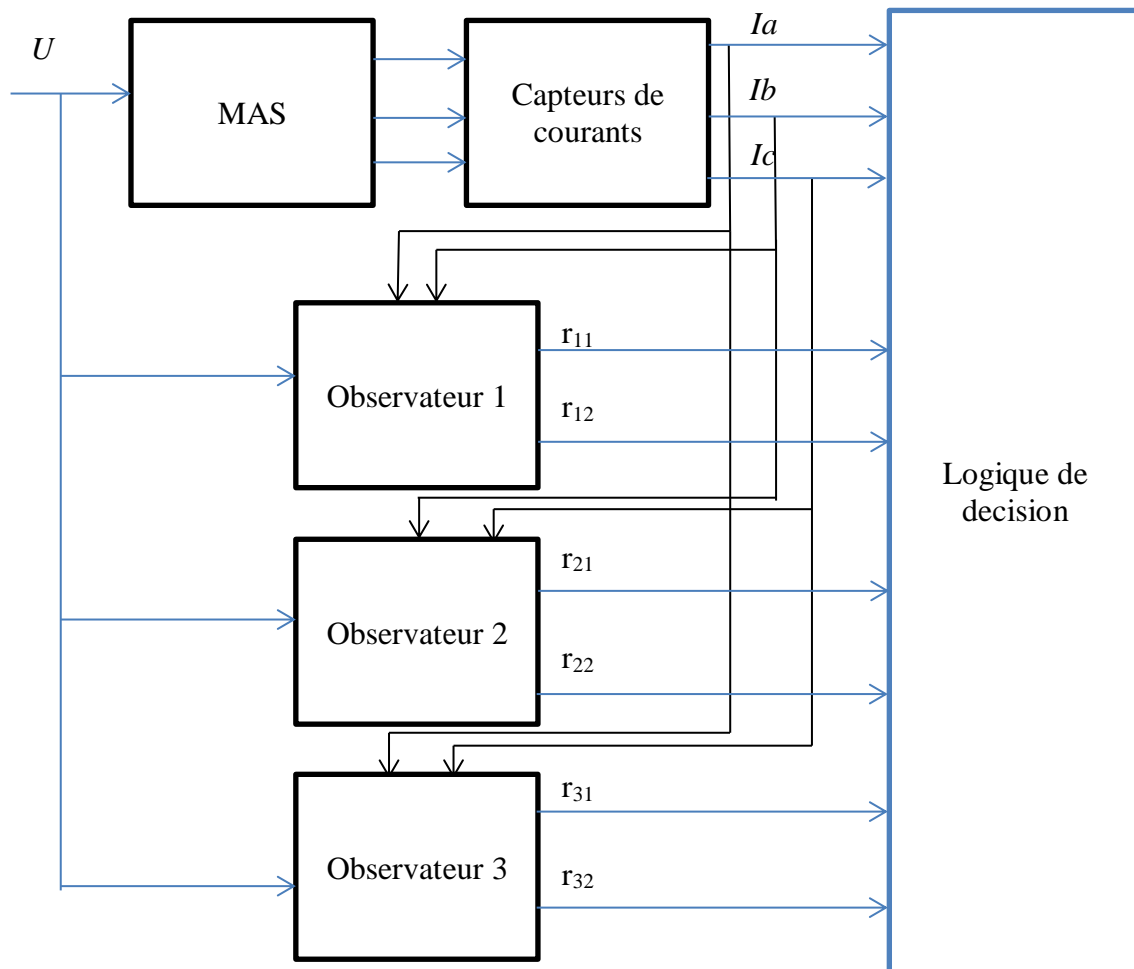 U
MAS
Capteurs de
courants
Ia
Ib
Ic
Observateur 1
r11
r12
Observateur 2
r21
r22
Observateur 3
r31
r32
Logique de
decision